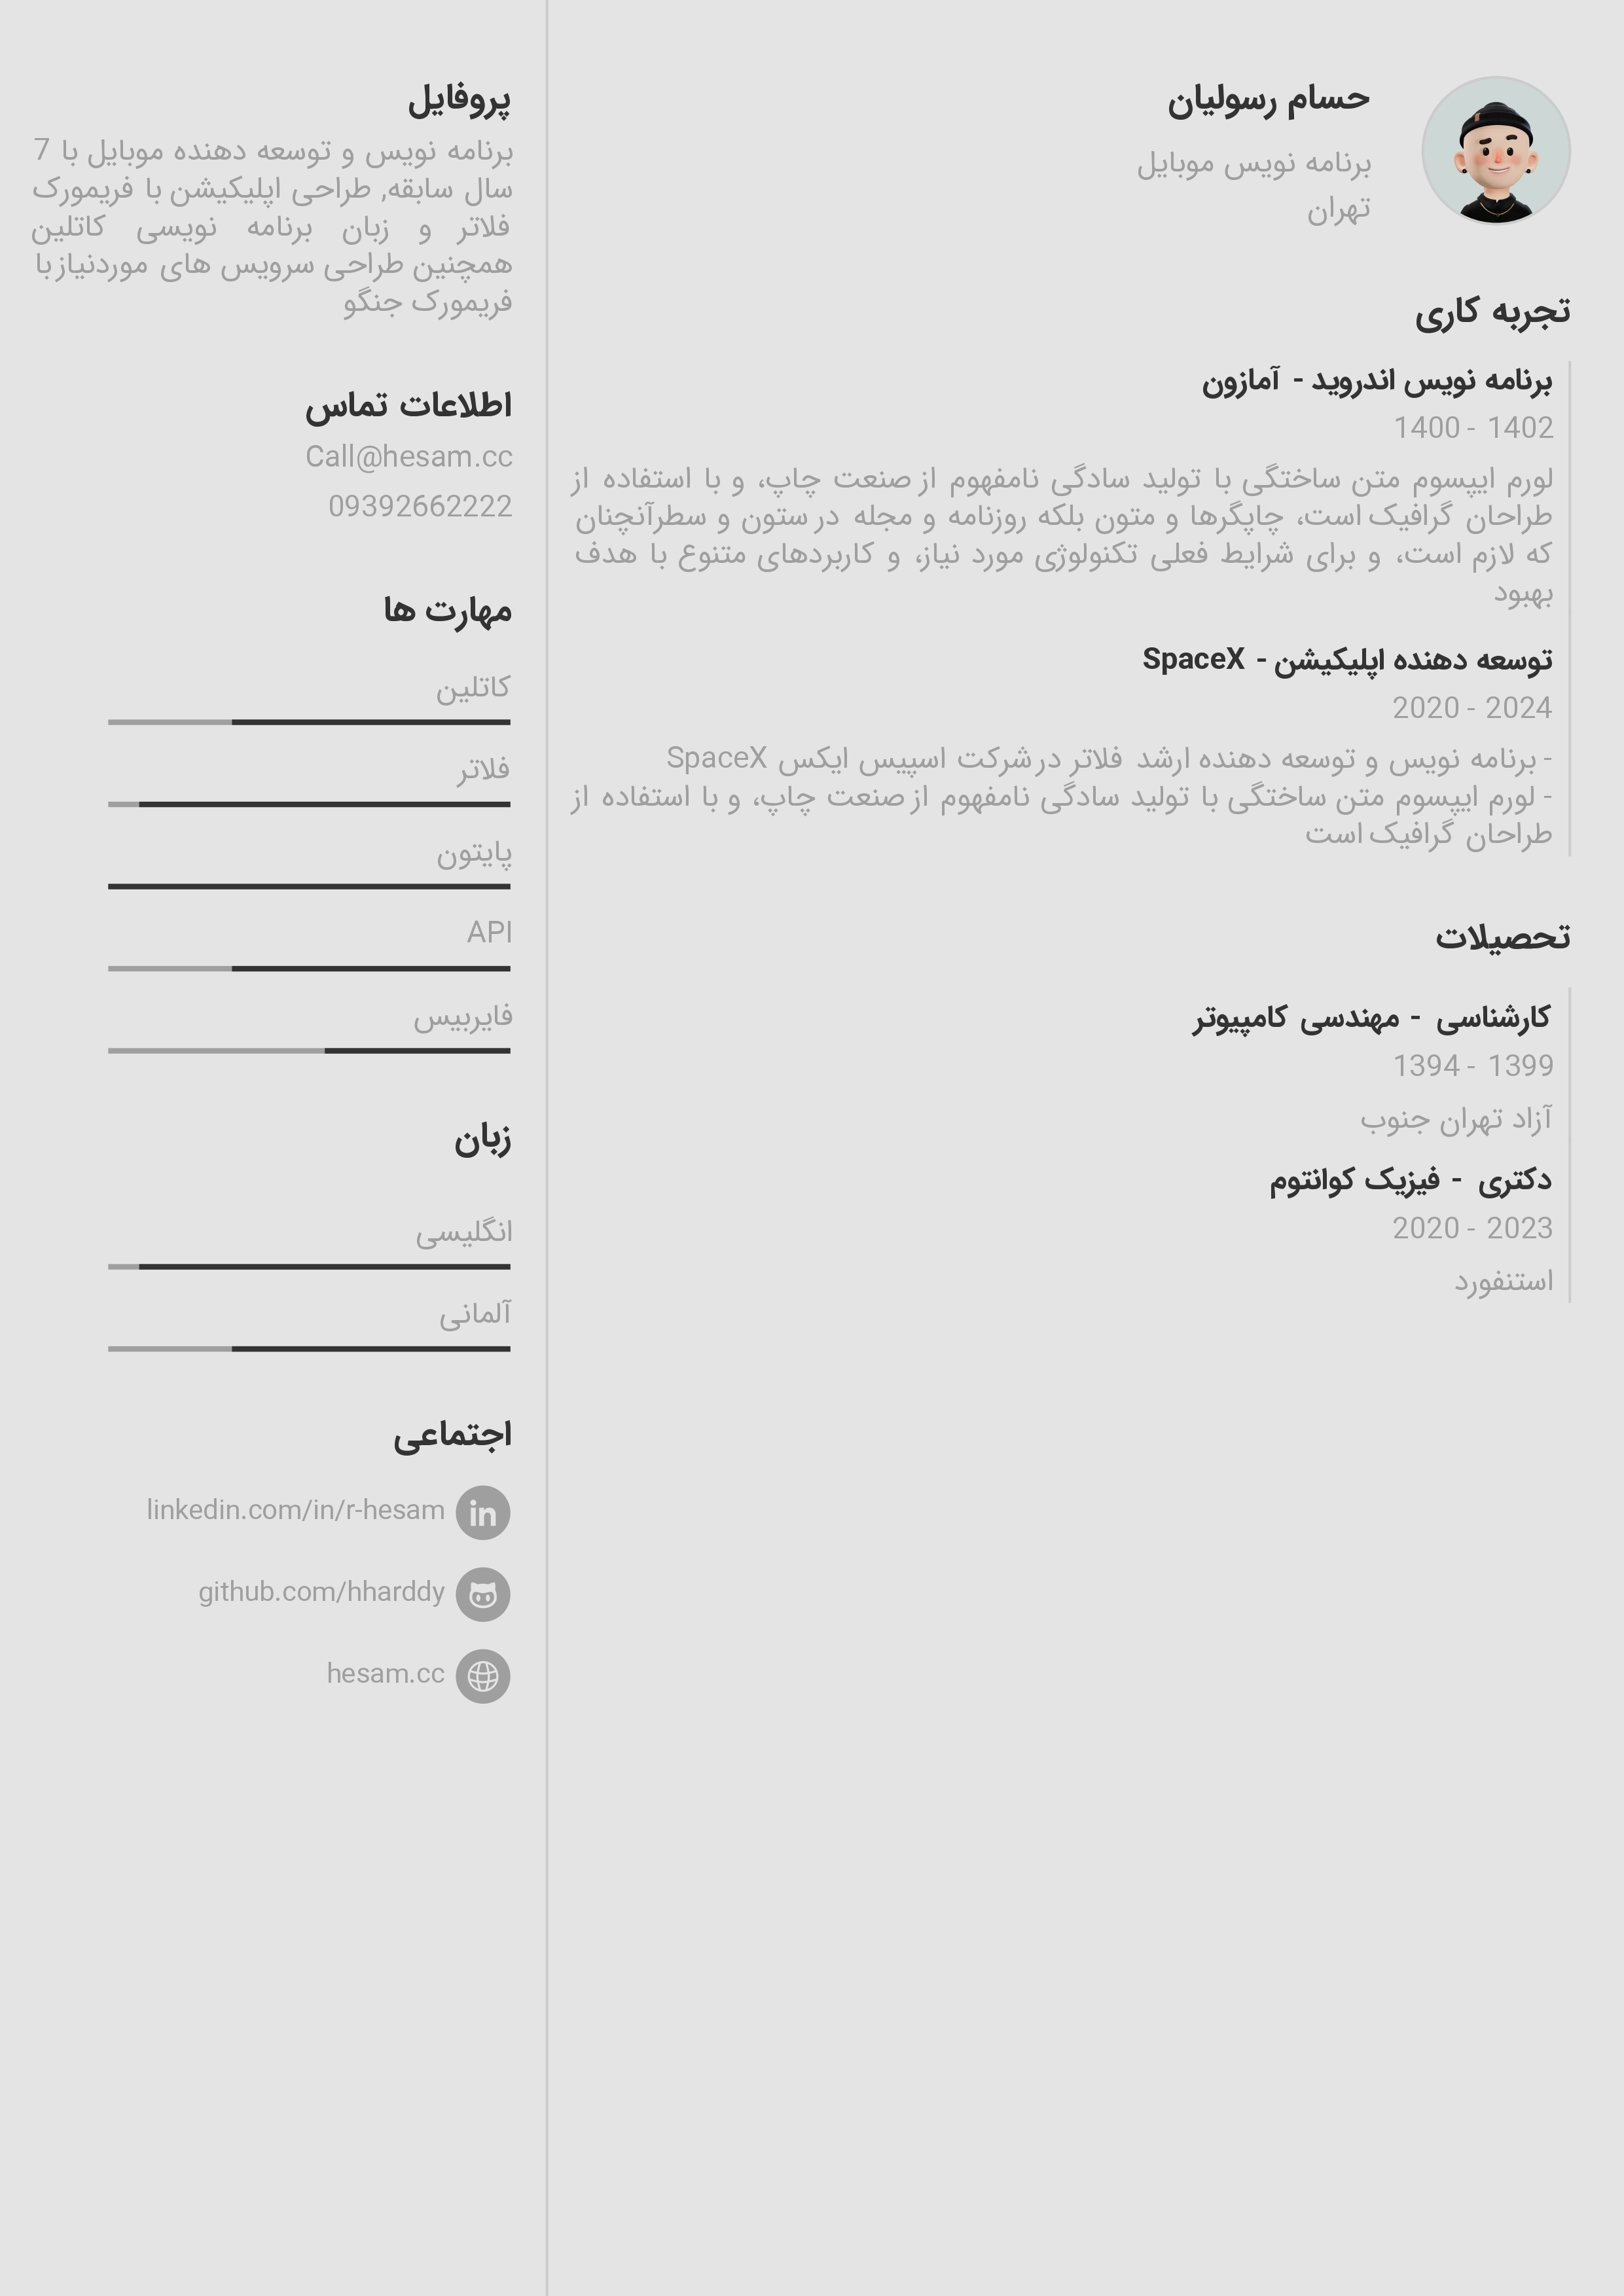 حسام رسولیان
برنامه نویس موبایل
تهران
تجربه کاری
برنامه نویس اندروید - آمازون
1400 - 1402
لورم ایپسوم متن ساختگی با تولید سادگی نامفهوم از صنعت چاپ، و با استفاده از
طراحان گرافیک است، چاپگرها و متون بلکه روزنامه و مجله در ستون و سطرآنچنان
که لازم است، و برای شرایط فعلی تکنولوژی مورد نیاز، و کاربردهای متنوع با هدف
بهبود
توسعه دهنده اپلیکیشن - SpaceX
2020 - 2024
- برنامه نویس و توسعه دهنده ارشد فلاتر در شرکت اسپیس ایکس SpaceX
- لورم ایپسوم متن ساختگی با تولید سادگی نامفهوم از صنعت چاپ، و با استفاده از
طراحان گرافیک است
تحصیلات
کارشناسی - مهندسی کامپیوتر
1394 - 1399
آزاد تهران جنوب
دکتری - فیزیک کوانتوم
2020 - 2023
استنفورد
پروفایل
برنامه نویس و توسعه دهنده موبایل با 7
سال سابقه, طراحی اپلیکیشن با فریمورک
فلاتر و زبان برنامه نویسی کاتلین
همچنین طراحی سرویس های موردنیاز با
فریمورک جنگو
اطلاعات تماس
Call@hesam.cc
09392662222
مهارت ها
کاتلین
فلاتر
پایتون
API
فایربیس
زبان
انگلیسی
آلمانی
اجتماعی
linkedin.com/in/r-hesam
github.com/hharddy
hesam.cc